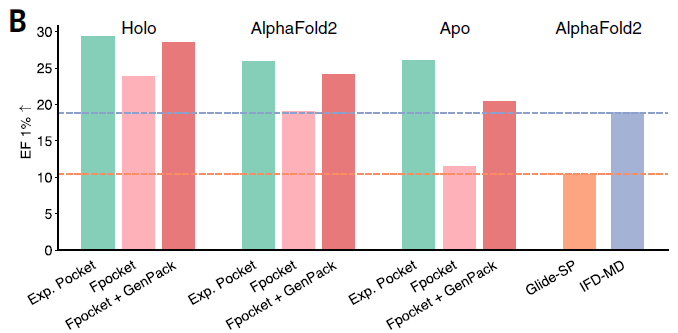 B
Holo
AlphaFold2
Apo
AlphaFold2
EF 1% ↑
30
25
20
15
10
5
0
Exp. Pocket
Fpocket
Fpocket + GenPack
Exp. Pocket
Fpocket
Fpocket + GenPack
Exp. Pocket
Fpocket
Fpocket + GenPack
Glide-SP
IFD-MD